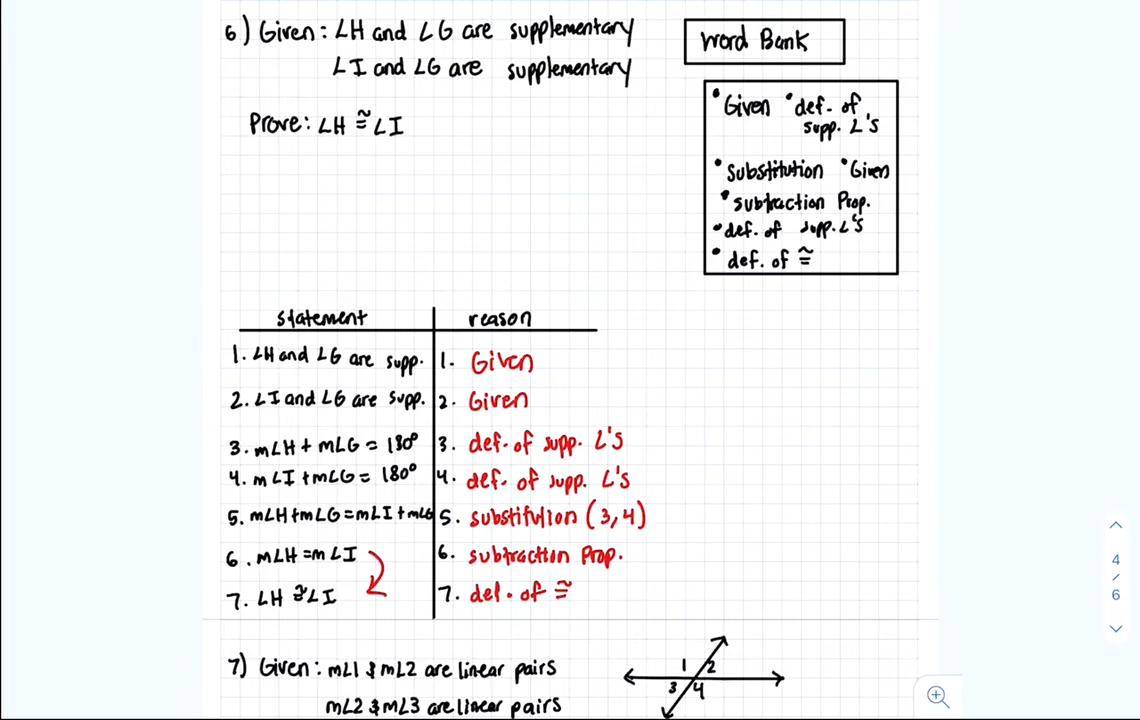 6) Given: ∠H and ∠G are supplementary
∠I and ∠G are supplementary
Prove: ∠H ≅ ∠I
Word Bank
• Given • def. of
supp. ∠'s
• substitution • Given
• subtraction Prop.
• def. of supp. ∠'s
• def. of ≅
statement reason
1. ∠H and ∠G are supp. 1. Given
2. ∠I and ∠G are supp. 2. Given
3. m∠H + m∠G = 180° 3. def. of supp. ∠'s
4. m∠I + m∠G = 180° 4. def. of supp. ∠'s
5. m∠H + m∠G = m∠I + m∠G 5. substitution (3,4)
6. m∠H = m∠I 6. subtraction Prop.
7. ∠H ≅ ∠I 7. def. of ≅
7) Given: m∠1 & m∠2 are linear pairs
m∠2 & m∠3 are linear pairs
1 2
3 4
4
/
6